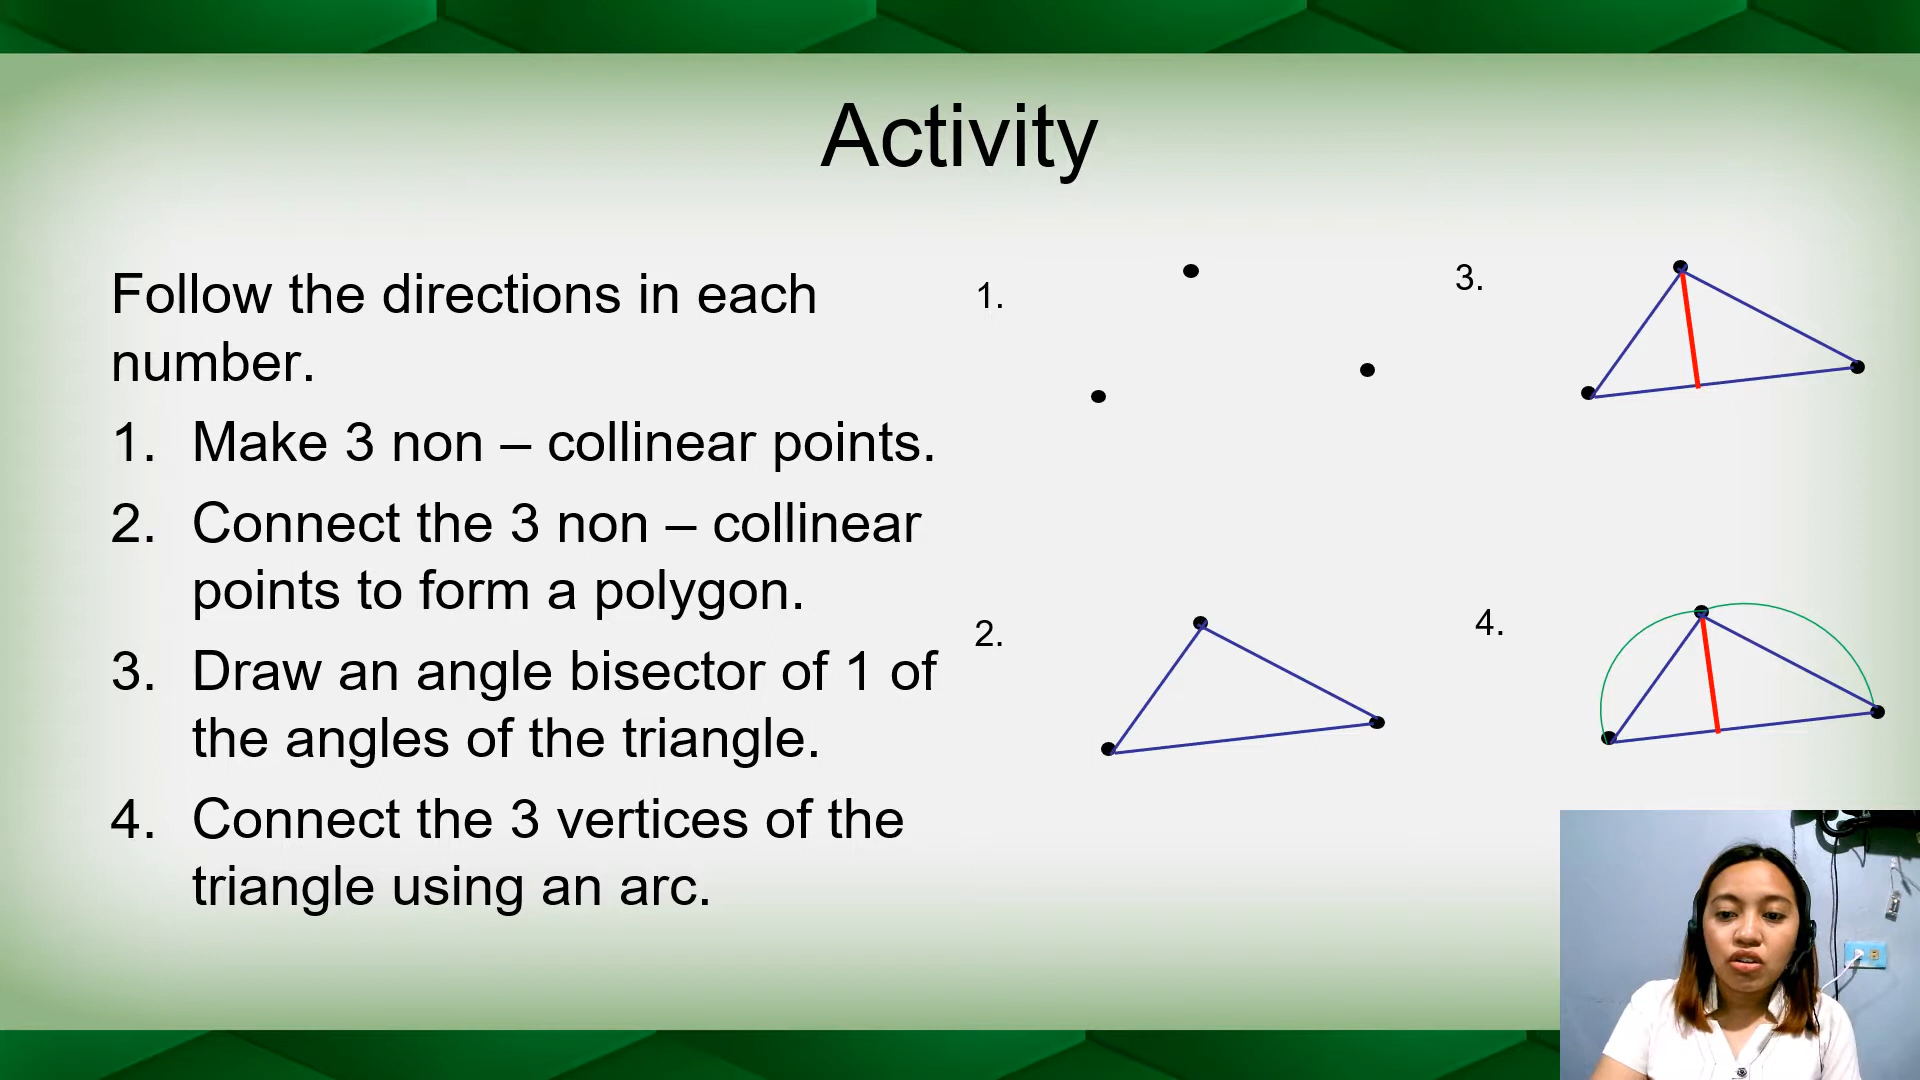 Activity
Follow the directions in each
number.
1. Make 3 non – collinear points.
2. Connect the 3 non – collinear
points to form a polygon.
3. Draw an angle bisector of 1 of
the angles of the triangle.
4. Connect the 3 vertices of the
triangle using an arc.
1.
2.
3.
4.